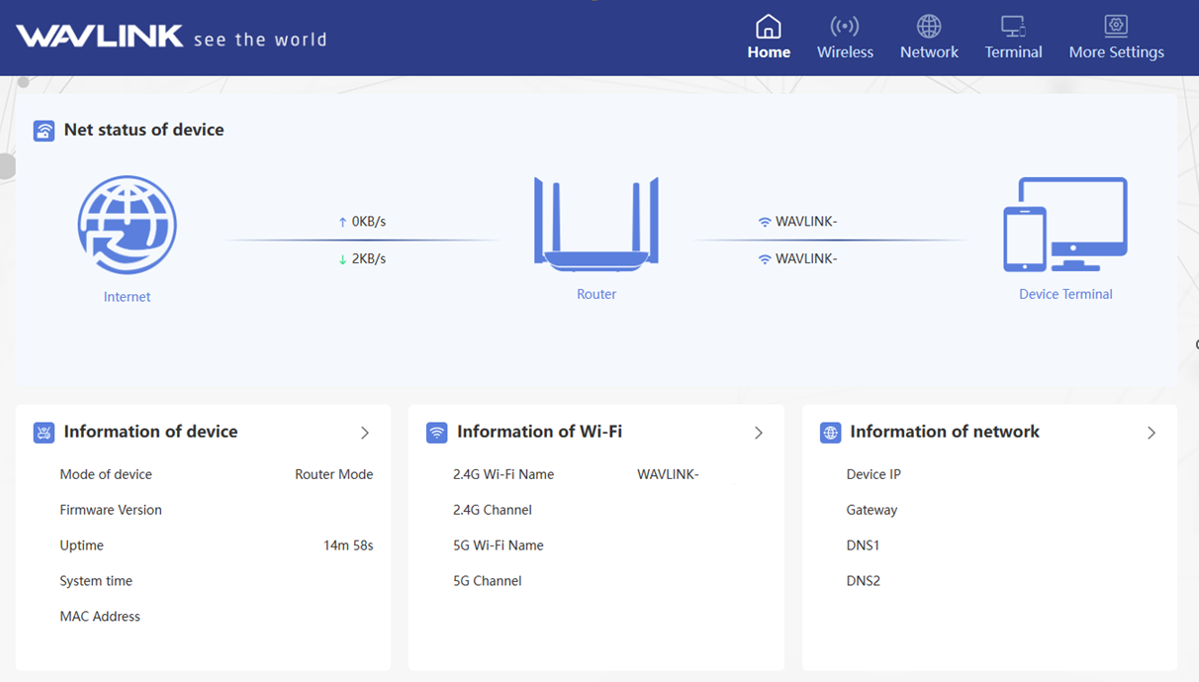 WAVLINK see the world
Home
Wireless
Network
Terminal
More Settings
Net status of device
↑ 0KB/s
↓ 2KB/s
WAVLINK-
WAVLINK-
Internet
Router
Device Terminal
Information of device
Mode of device Router Mode
Firmware Version
Uptime 14m 58s
System time
MAC Address
Information of Wi-Fi
2.4G Wi-Fi Name WAVLINK-
2.4G Channel
5G Wi-Fi Name
5G Channel
Information of network
Device IP
Gateway
DNS1
DNS2